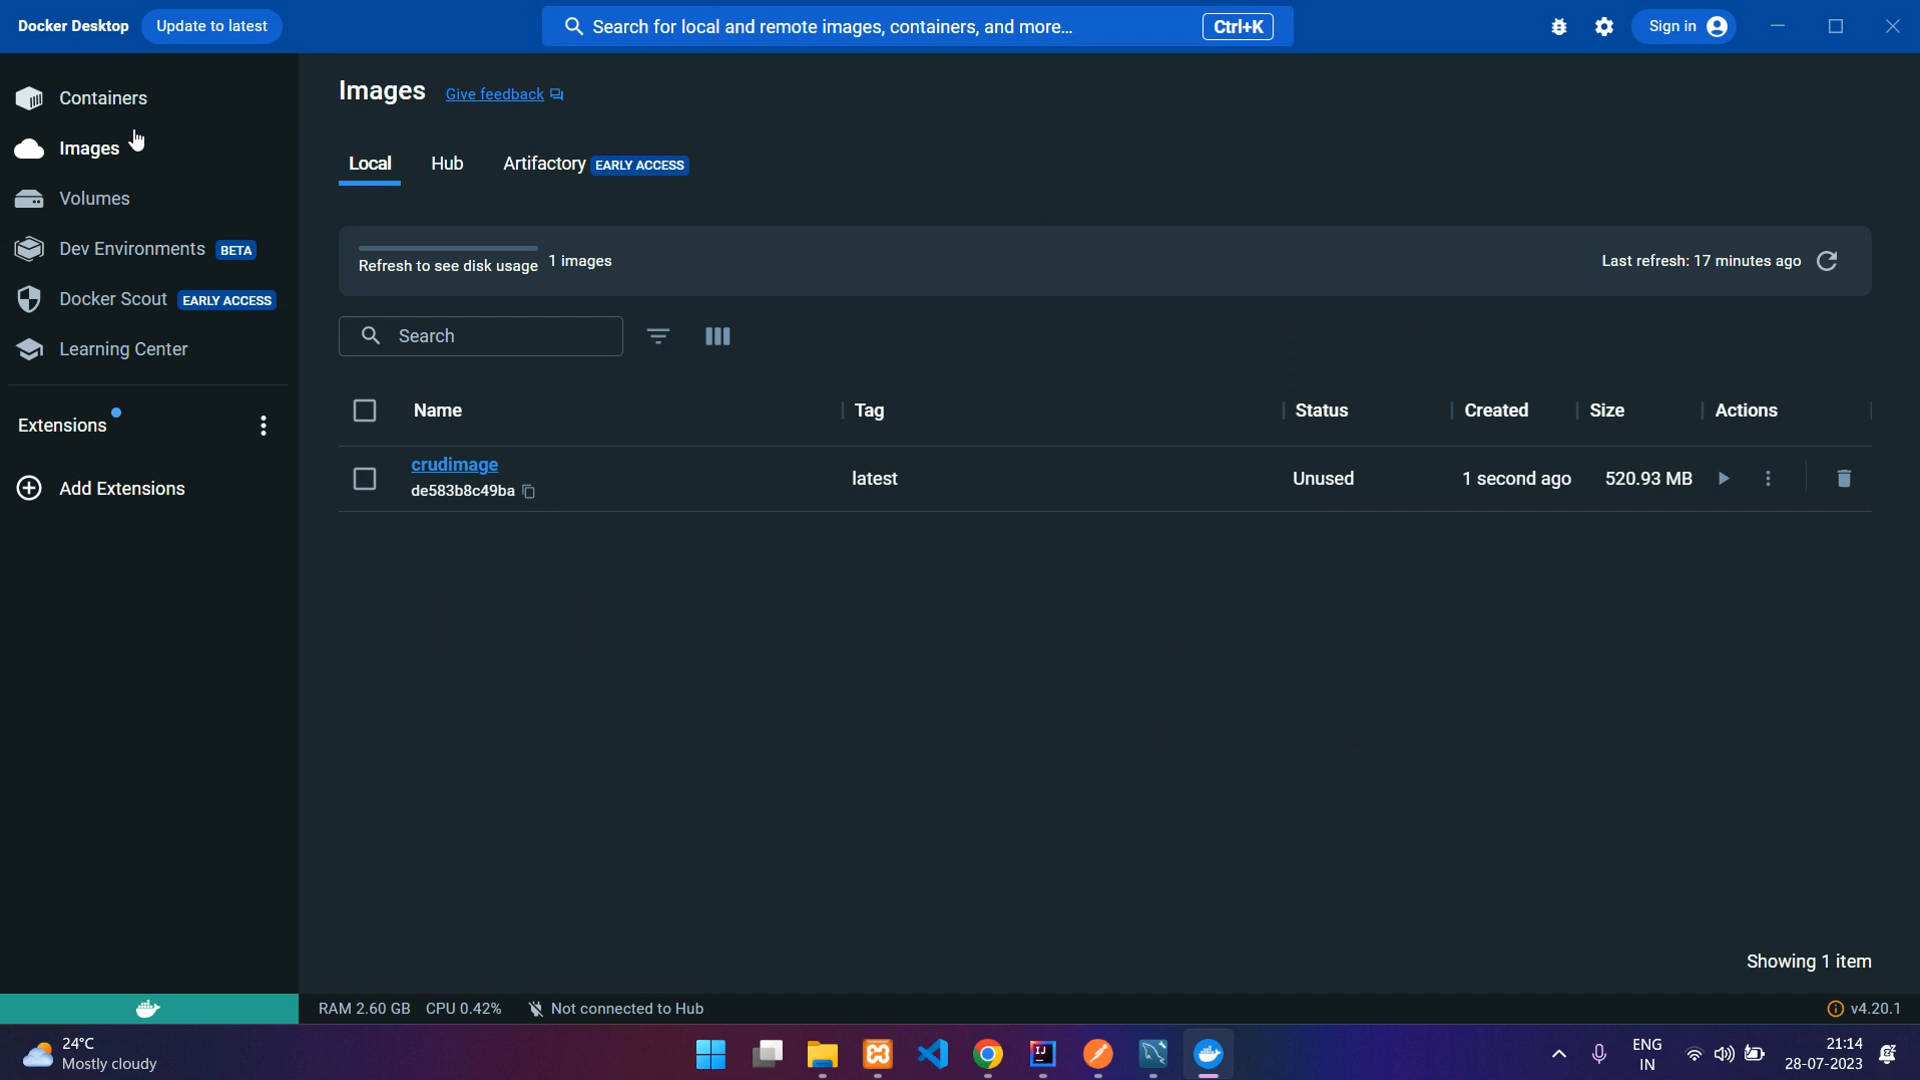 Docker Desktop Update to latest Search for local and remote images, containers, and more... Ctrl+K Sign in
Containers
Images
Volumes
Dev Environments BETA
Docker Scout EARLY ACCESS
Learning Center
Extensions
Add Extensions
Images Give feedback
Local Hub Artifactory EARLY ACCESS
Refresh to see disk usage 1 images Last refresh: 17 minutes ago
Search
Name Tag Status Created Size Actions
crudimage
de583b8c49ba latest Unused 1 second ago 520.93 MB
Showing 1 item
RAM 2.60 GB CPU 0.42% Not connected to Hub v4.20.1
24°C
Mostly cloudy
IJ
ENG
IN
21:14
28-07-2023